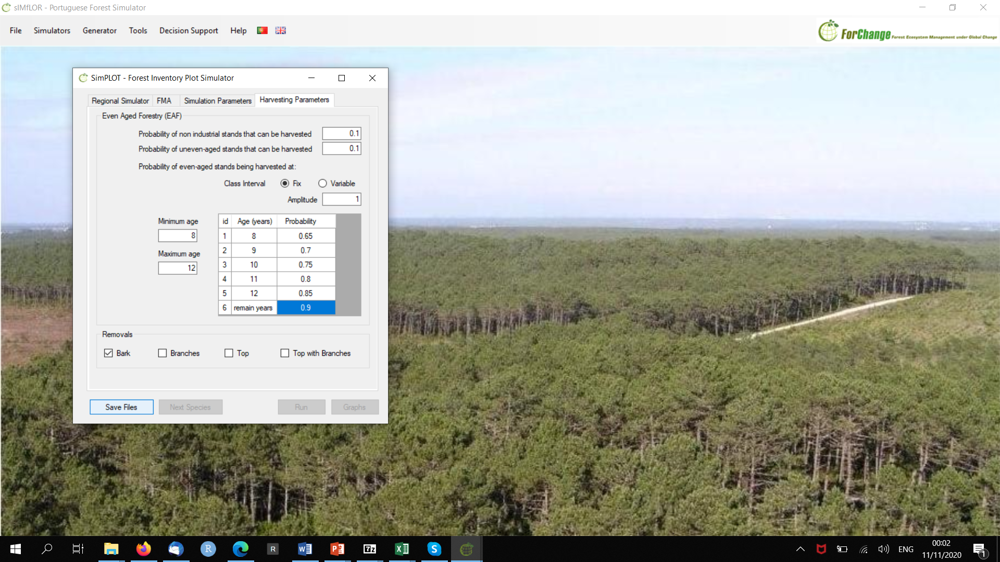 sIMfLOR - Portuguese Forest Simulator
File Simulators Generator Tools Decision Support Help
ForChange Forest Ecosystem Management under Global Change
SimPLOT - Forest Inventory Plot Simulator
Regional Simulator FMA Simulation Parameters Harvesting Parameters
Even Aged Forestry (EAF)
Probability of non industrial stands that can be harvested 0.1
Probability of uneven-aged stands that can be harvested 0.1
Probability of even-aged stands being harvested at:
Class Interval Fix Variable
Amplitude 1
Minimum age
8
Maximum age
12
id Age (years) Probability
1 8 0.65
2 9 0.7
3 10 0.75
4 11 0.8
5 12 0.85
6 remain years 0.9
Removals
Bark Branches Top Top with Branches
Save Files Next Species Run Graphs
R R W P 7z X S ENG
00:02
11/11/2020
1